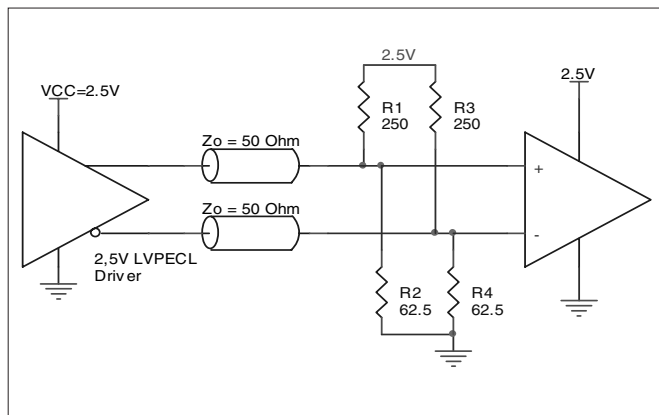 2.5V
VCC=2.5V
2.5V
R1
250
R3
250
Zo = 50 Ohm
+
Zo = 50 Ohm
-
2,5V LVPECL
Driver
R2
62.5
R4
62.5